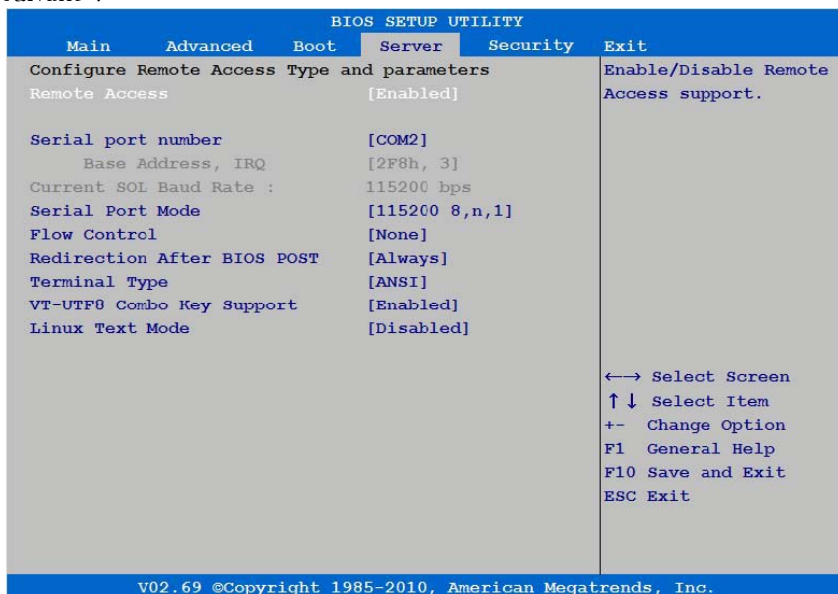 BIOS SETUP UTILITY
Main Advanced Boot Server Security Exit
Configure Remote Access Type and parameters
Remote Access [Enabled]
Serial port number [COM2]
Base Address, IRQ [2F8h, 3]
Current SOL Baud Rate : 115200 bps
Serial Port Mode [115200 8,n,1]
Flow Control [None]
Redirection After BIOS POST [Always]
Terminal Type [ANSI]
VT-UTF8 Combo Key Support [Enabled]
Linux Text Mode [Disabled]
Enable/Disable Remote
Access support.
←→ Select Screen
↑↓ Select Item
+- Change Option
F1 General Help
F10 Save and Exit
ESC Exit
V02.69 ©Copyright 1985-2010, American Megatrends, Inc.